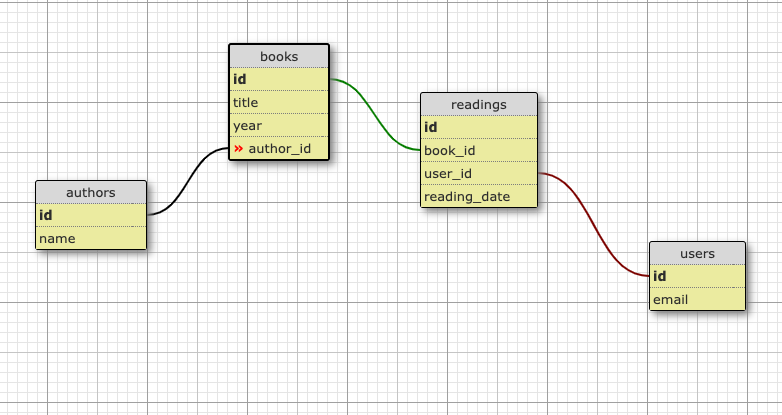 books
id
title
year
» author_id
readings
id
book_id
user_id
reading_date
authors
id
name
users
id
email